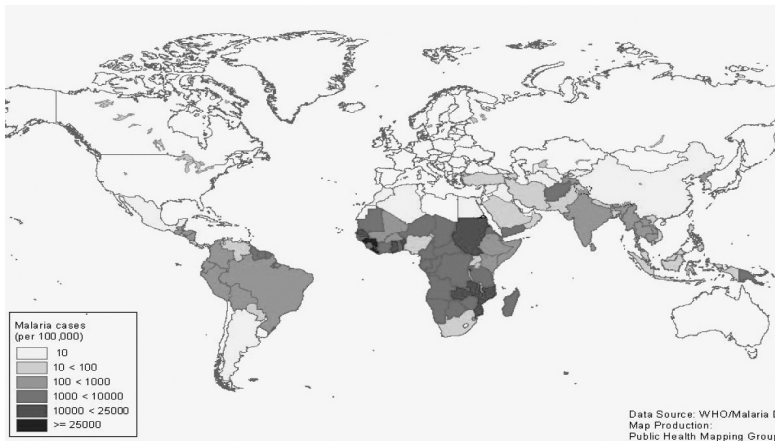 Malaria cases
(per 100,000)
10
10 < 100
100 < 1000
1000 < 10000
10000 < 25000
>= 25000
Data Source: WHO/Malaria D
Map Production:
Public Health Mapping Group